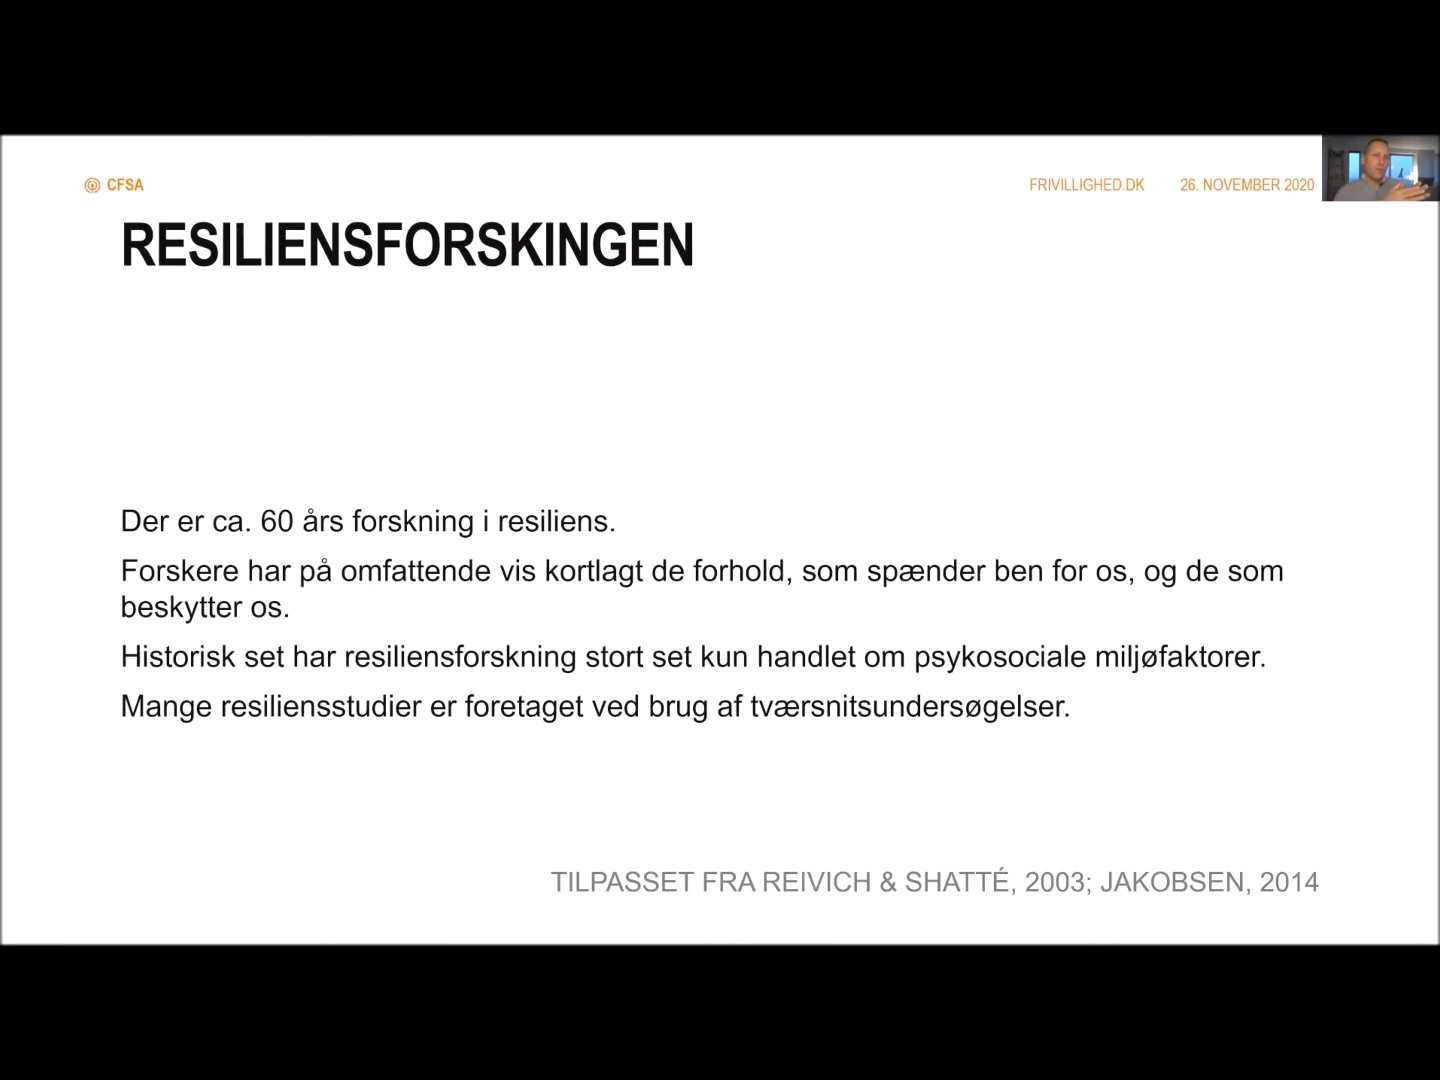 CFSA
FRIVILLIGHED.DK 26. NOVEMBER 2020
RESILIENSFORSKINGEN
Der er ca. 60 års forskning i resiliens.
Forskere har på omfattende vis kortlagt de forhold, som spænder ben for os, og de som
beskytter os.
Historisk set har resiliensforskning stort set kun handlet om psykosociale miljøfaktorer.
Mange resiliensstudier er foretaget ved brug af tværsnitsundersøgelser.
TILPASSET FRA REIVICH & SHATTÉ, 2003; JAKOBSEN, 2014